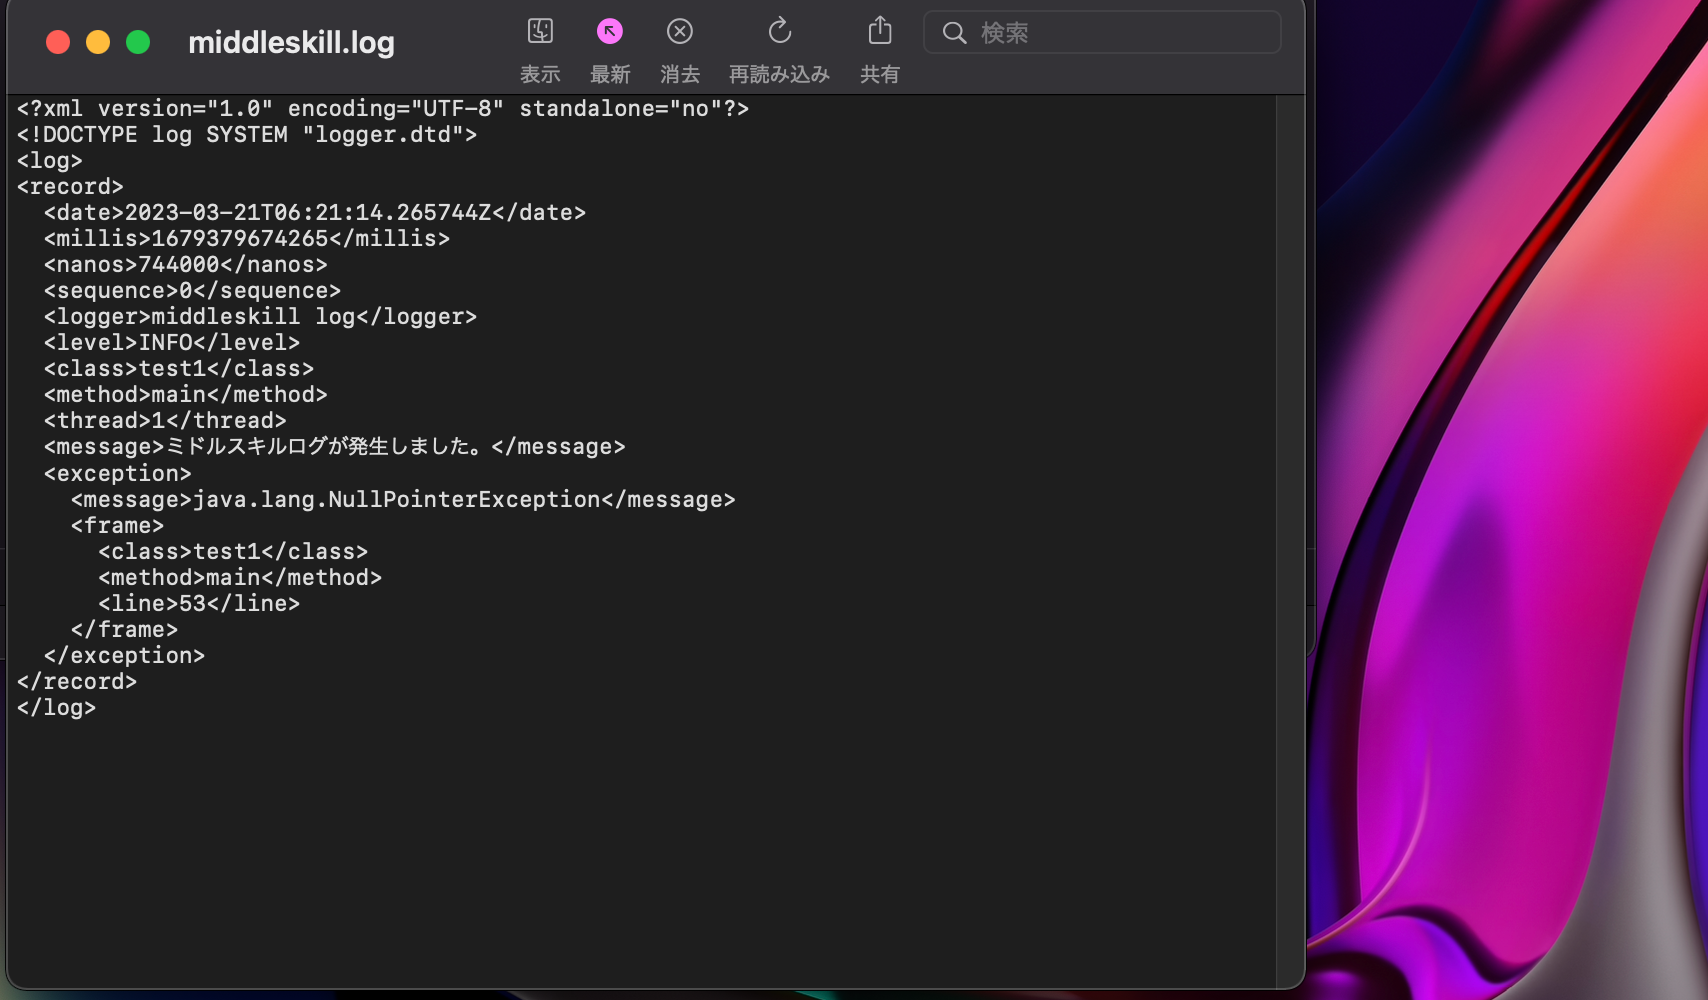 middleskill.log
表示
最新
消去
再読み込み
共有
検索
<?xml version="1.0" encoding="UTF-8" standalone="no"?>
<!DOCTYPE log SYSTEM "logger.dtd">
<log>
<record>
  <date>2023-03-21T06:21:14.265744Z</date>
  <millis>1679379674265</millis>
  <nanos>744000</nanos>
  <sequence>0</sequence>
  <logger>middleskill log</logger>
  <level>INFO</level>
  <class>test1</class>
  <method>main</method>
  <thread>1</thread>
  <message>ミドルスキルログが発生しました。</message>
  <exception>
    <message>java.lang.NullPointerException</message>
    <frame>
      <class>test1</class>
      <method>main</method>
      <line>53</line>
    </frame>
  </exception>
</record>
</log>